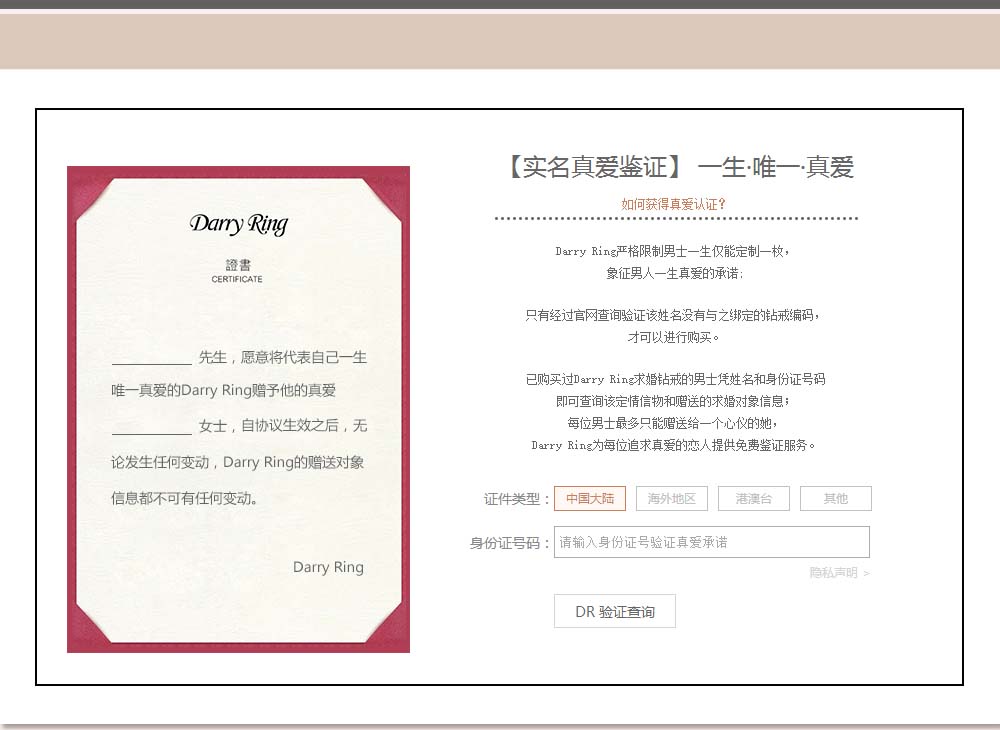 Darry Ring
證書
CERTIFICATE
__________ 先生，愿意将代表自己一生
唯一真爱的Darry Ring赠予他的真爱
__________ 女士，自协议生效之后，无
论发生任何变动，Darry Ring的赠送对象
信息都不可有任何变动。
Darry Ring
【实名真爱鉴证】 一生·唯一·真爱
如何获得真爱认证？
Darry Ring严格限制男士一生仅能定制一枚，
象征男人一生真爱的承诺；
只有经过官网查询验证该姓名没有与之绑定的钻戒编码，
才可以进行购买。
已购买过Darry Ring求婚钻戒的男士凭姓名和身份证号码
即可查询该定情信物和赠送的求婚对象信息；
每位男士最多只能赠送给一个心仪的她，
Darry Ring为每位追求真爱的恋人提供免费鉴证服务。
证件类型： 中国大陆 海外地区 港澳台 其他
身份证号码： 请输入身份证号验证真爱承诺
隐私声明 >
DR 验证查询